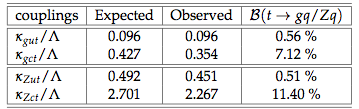 couplings Expected Observed B(t → gq/Zq)
κgut/Λ 0.096 0.096 0.56 %
κgct/Λ 0.427 0.354 7.12 %
κZut/Λ 0.492 0.451 0.51 %
κZct/Λ 2.701 2.267 11.40 %